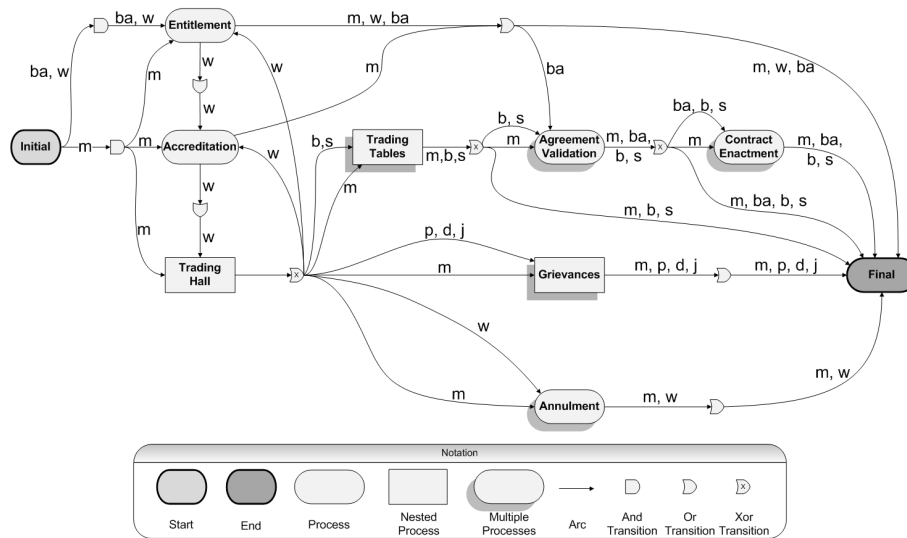 ba, w
Entitlement
m, w, ba
ba, w
w
m
w
m
ba
m, w, ba
Initial
m
m
Accreditation
w
b,s
m
Trading
Tables
m,b,s
b, s
m
Agreement
Validation
m, ba,
b, s
ba, b, s
m
Contract
Enactment
m, ba,
b, s
w
m
w
w
m, b, s
m, ba, b, s
Trading
Hall
X
X
X
p, d, j
m
Grievances
m, p, d, j
m, p, d, j
Final
w
m
Annulment
m, w
m, w
Notation
X
Start
End
Process
Nested
Process
Multiple
Processes
Arc
And
Transition
Or
Transition
Xor
Transition